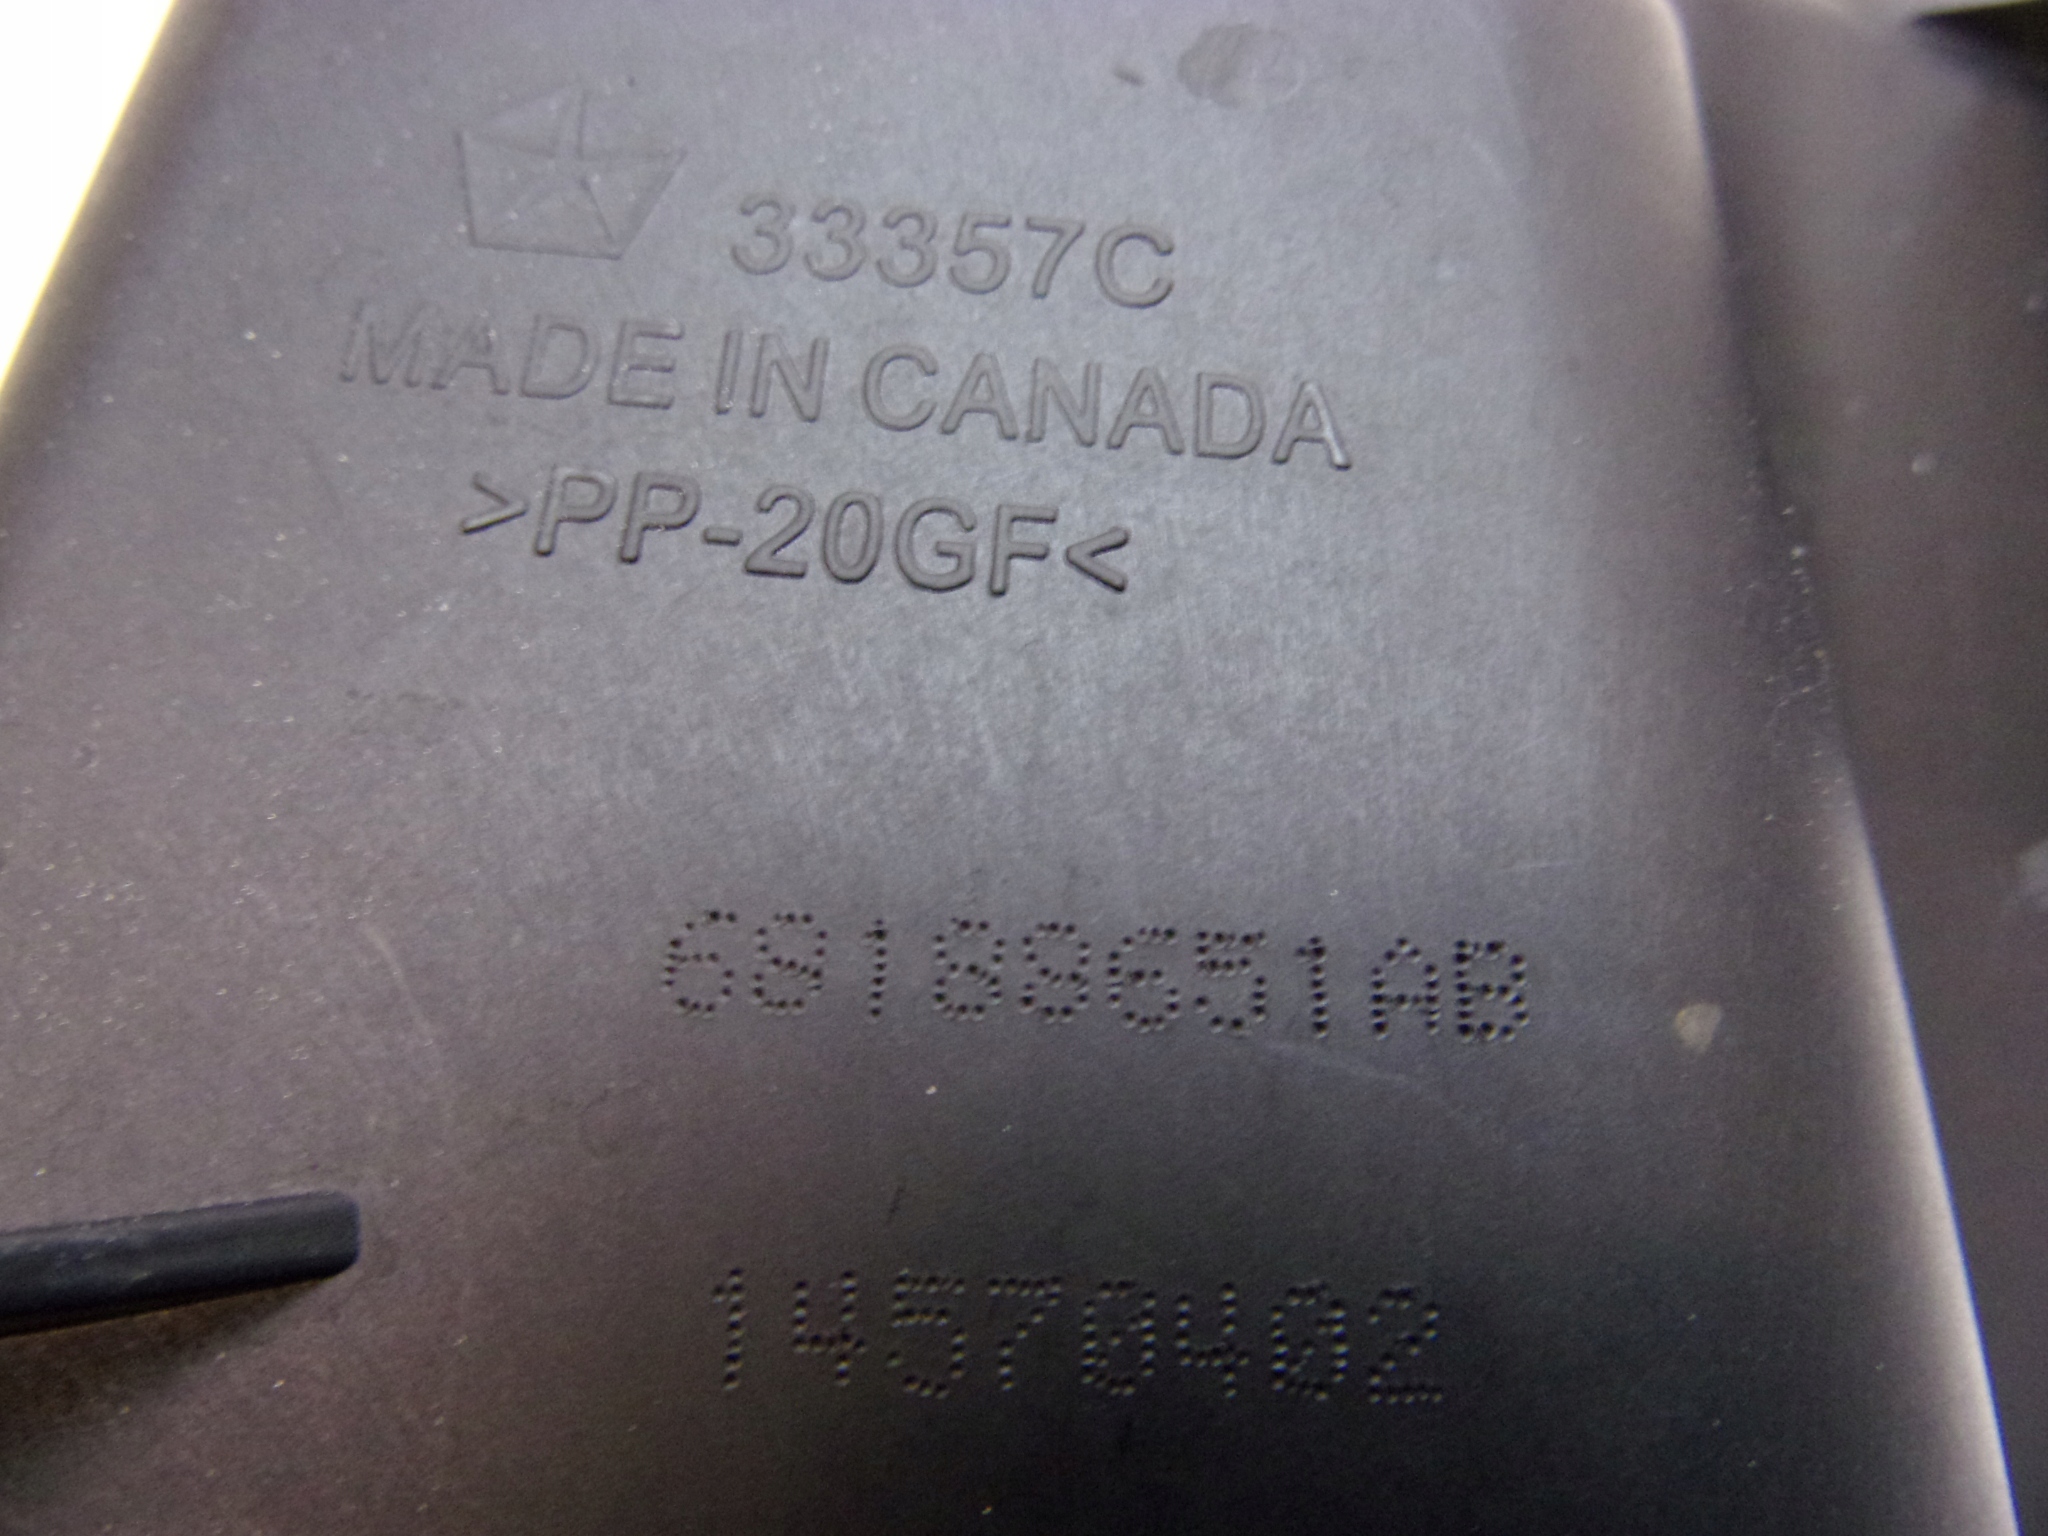 33357C
MADE IN CANADA
>PP-20GF<
68188651AB
14570402